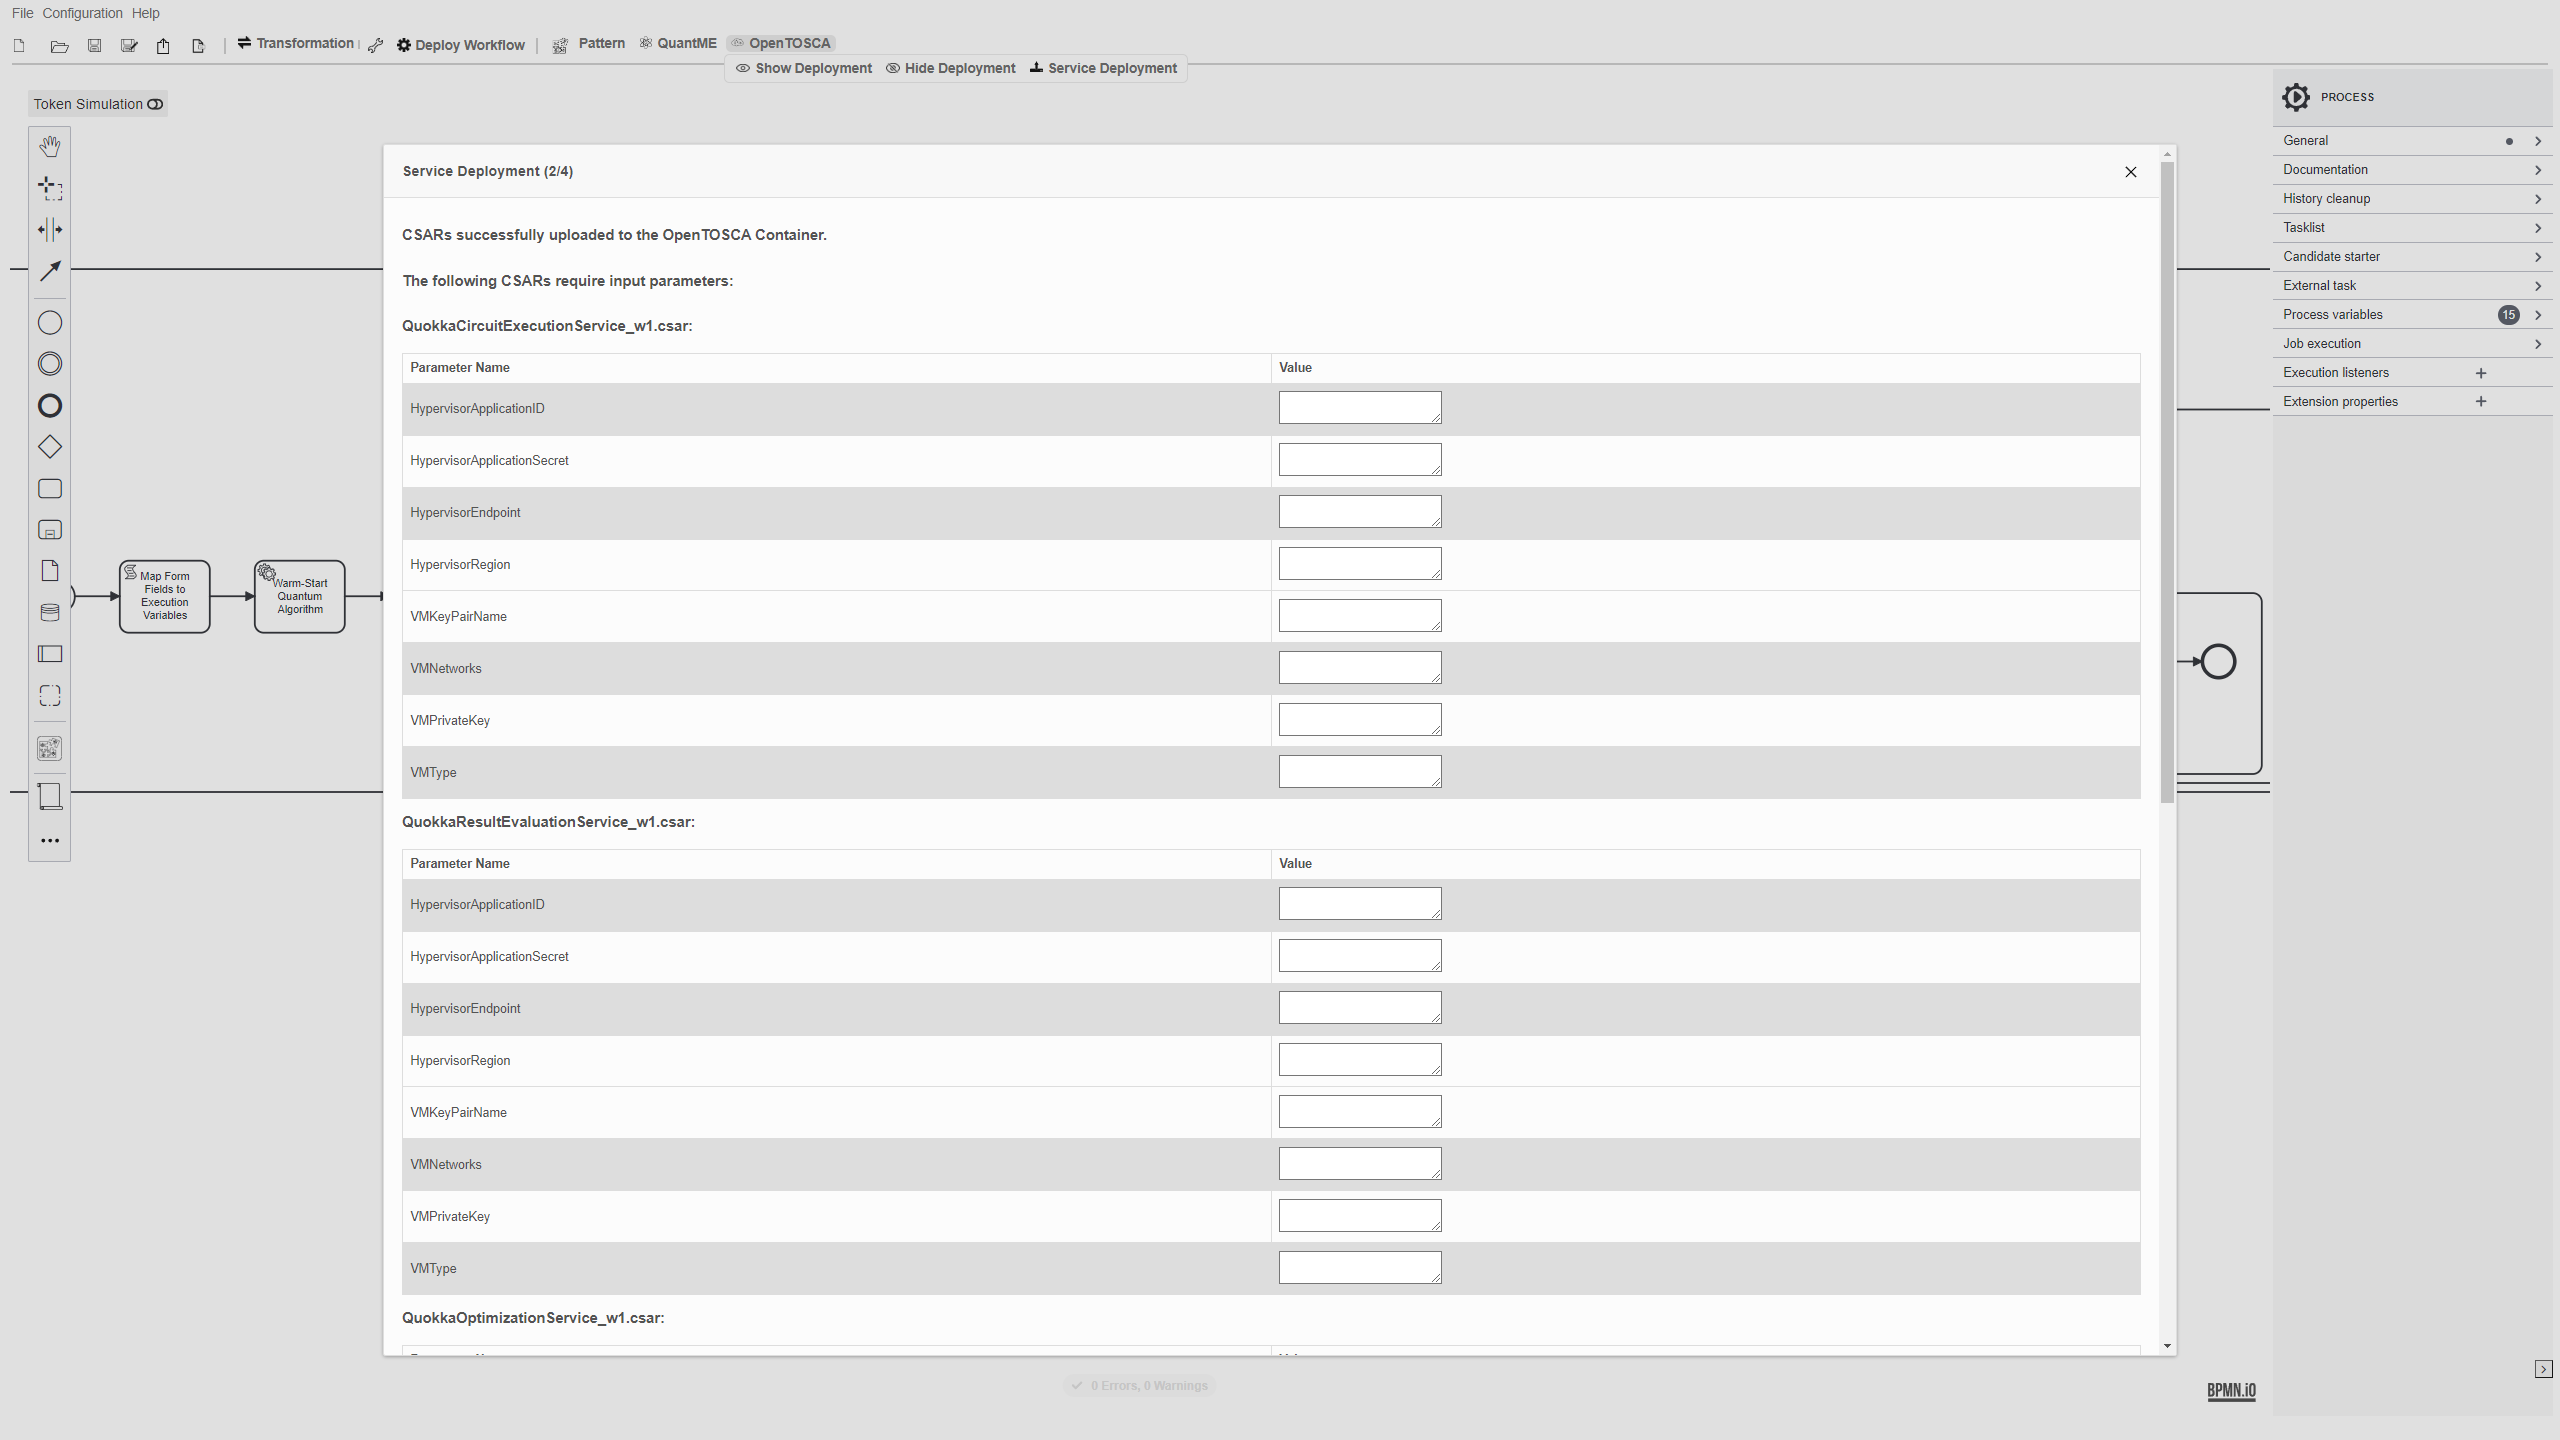 File Configuration Help
Transformation Deploy Workflow Pattern QuantME OpenTOSCA
Show Deployment Hide Deployment Service Deployment
Token Simulation
PROCESS
General
Documentation
History cleanup
Tasklist
Candidate starter
External task
Process variables 15
Job execution
Execution listeners
Extension properties
Map Form
Fields to
Execution
Variables
Warm-Start
Quantum
Algorithm
Service Deployment (2/4)
CSARs successfully uploaded to the OpenTOSCA Container.
The following CSARs require input parameters:
QuokkaCircuitExecutionService_w1.csar:
Parameter Name Value
HypervisorApplicationID
HypervisorApplicationSecret
HypervisorEndpoint
HypervisorRegion
VMKeyPairName
VMNetworks
VMPrivateKey
VMType
QuokkaResultEvaluationService_w1.csar:
Parameter Name Value
HypervisorApplicationID
HypervisorApplicationSecret
HypervisorEndpoint
HypervisorRegion
VMKeyPairName
VMNetworks
VMPrivateKey
VMType
QuokkaOptimizationService_w1.csar:
0 Errors, 0 Warnings
BPMN.iO